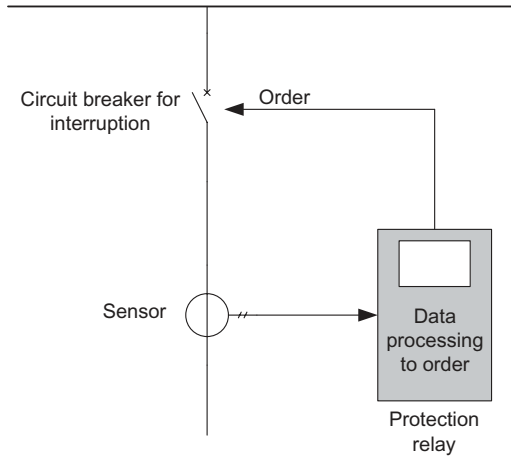 Circuit breaker for
interruption
Order
Sensor
Data
processing
to order
Protection
relay